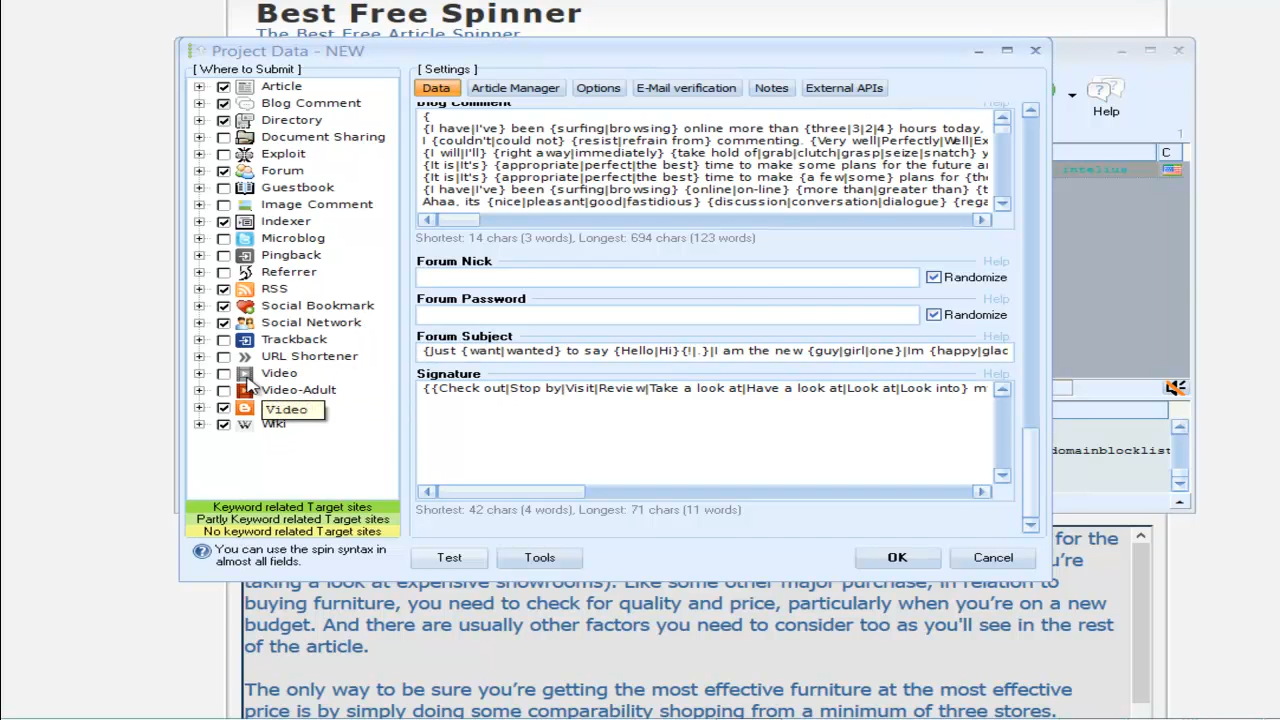 Best Free Spinner
The Best Free Article Spinner
Project Data - NEW
[ Where to Submit ]
Article
Blog Comment
Directory
Document Sharing
Exploit
Forum
Guestbook
Image Comment
Indexer
Microblog
Pingback
Referrer
RSS
Social Bookmark
Social Network
Trackback
URL Shortener
Video
Video-Adult
Video
Wiki
Keyword related Target sites
Partly Keyword related Target sites
No keyword related Target sites
You can use the spin syntax in
almost all fields.
[ Settings ]
Data
Article Manager
Options
E-Mail verification
Notes
External APIs
Blog Comment
Help
{
{I have|I've} been {surfing|browsing} online more than {three|3|2|4} hours today,
I {couldn't|could not} {resist|refrain from} commenting. {Very well|Perfectly|Well|Ex
{I will|I'll} {right away|immediately} {take hold of|grab|clutch|grasp|seize|snatch} y
{It is|It's} {appropriate|perfect|the best} time to make some plans for the future a
{It is|It's} {appropriate|perfect|the best} time to make {a few|some} plans for {the
{I have|I've} been {surfing|browsing} {online|on-line} {more than|greater than} {t
Ahaa, its {nice|pleasant|good|fastidious} {discussion|conversation|dialogue} {rega
Shortest: 14 chars (3 words), Longest: 694 chars (123 words)
Forum Nick
Help
Randomize
Forum Password
Help
Randomize
Forum Subject
Help
{Just {want|wanted} to say {Hello|Hi}{!|.}|I am the new {guy|girl|one}|Im {happy|glad
Signature
Help
{{Check out|Stop by|Visit|Review|Take a look at|Have a look at|Look at|Look into} m
Shortest: 42 chars (4 words), Longest: 71 chars (11 words)
Test
Tools
OK
Cancel
Help
1
C
intelius
domainblocklist
for the
u're
taking a look at expensive showrooms). Like some other major purchase, in relation to
buying furniture, you need to check for quality and price, particularly when you're on a new
budget. And there are usually other factors you need to consider too as you'll see in the rest
of the article.
The only way to be sure you're getting the most effective furniture at the most effective
price is by simply doing some comparability shopping from a minimum of three stores.